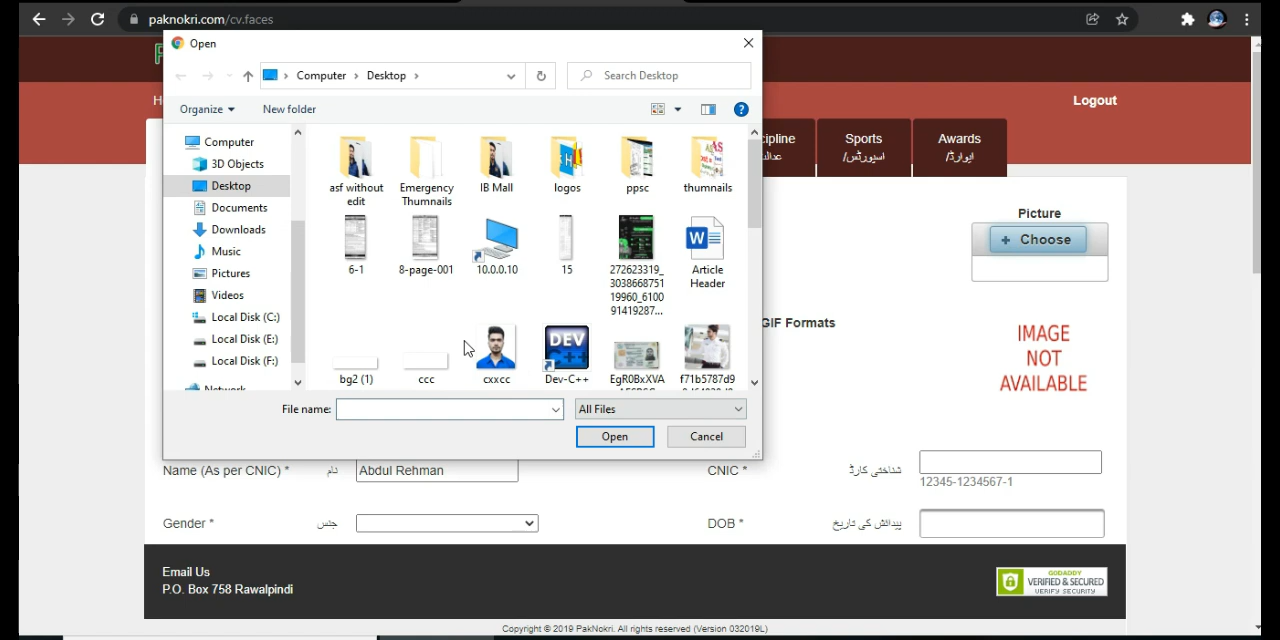 paknokri.com/cv.faces
Open
Computer
Desktop
Search Desktop
Organize
New folder
Logout
Computer
3D Objects
Desktop
Documents
Downloads
Music
Pictures
Videos
Local Disk (C:)
Local Disk (E:)
Local Disk (F:)
Network
asf without
edit
Emergency
Thumnails
IB Mall
logos
ppsc
thumnails
6-1
8-page-001
10.0.0.10
15
272623319_
3038668751
19960_6100
91419287...
Article
Header
bg2 (1)
ccc
cxxcc
Dev-C++
EgR0BxXVA
f71b5787d9
File name:
All Files
Open
Cancel
Sports
اسپورٹس/
Awards
ایوارڈ/
Picture
+ Choose
GIF Formats
IMAGE
NOT
AVAILABLE
Name (As per CNIC) * نام Abdul Rehman
CNIC * شناختی کارڈ
12345-1234567-1
Gender * جنس
DOB * پیدائش کی تاریخ
Email Us
P.O. Box 758 Rawalpindi
GODADDY
VERIFIED & SECURED
VERIFY SECURITY
Copyright © 2019 PakNokri. All rights reserved (Version 032019L)